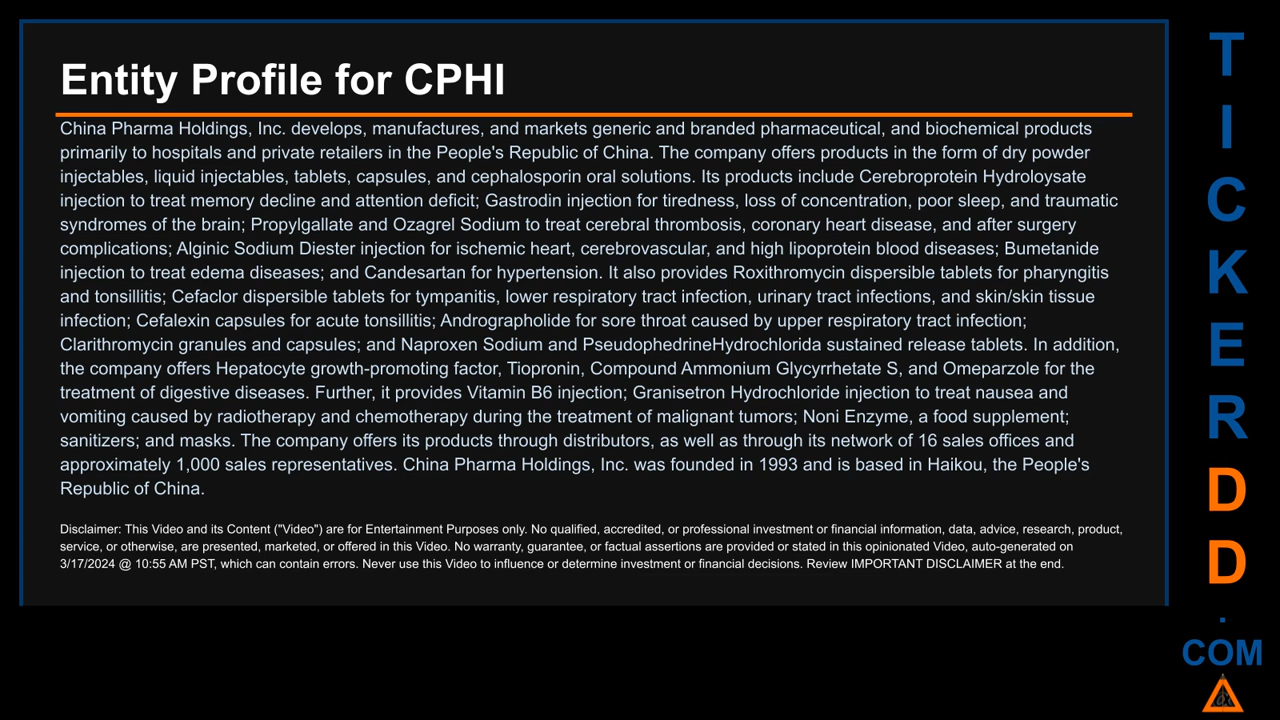 Entity Profile for CPHI
China Pharma Holdings, Inc. develops, manufactures, and markets generic and branded pharmaceutical, and biochemical products
primarily to hospitals and private retailers in the People's Republic of China. The company offers products in the form of dry powder
injectables, liquid injectables, tablets, capsules, and cephalosporin oral solutions. Its products include Cerebroprotein Hydroloysate
injection to treat memory decline and attention deficit; Gastrodin injection for tiredness, loss of concentration, poor sleep, and traumatic
syndromes of the brain; Propylgallate and Ozagrel Sodium to treat cerebral thrombosis, coronary heart disease, and after surgery
complications; Alginic Sodium Diester injection for ischemic heart, cerebrovascular, and high lipoprotein blood diseases; Bumetanide
injection to treat edema diseases; and Candesartan for hypertension. It also provides Roxithromycin dispersible tablets for pharyngitis
and tonsillitis; Cefaclor dispersible tablets for tympanitis, lower respiratory tract infection, urinary tract infections, and skin/skin tissue
infection; Cefalexin capsules for acute tonsillitis; Andrographolide for sore throat caused by upper respiratory tract infection;
Clarithromycin granules and capsules; and Naproxen Sodium and PseudophedrineHydrochlorida sustained release tablets. In addition,
the company offers Hepatocyte growth-promoting factor, Tiopronin, Compound Ammonium Glycyrrhetate S, and Omeparzole for the
treatment of digestive diseases. Further, it provides Vitamin B6 injection; Granisetron Hydrochloride injection to treat nausea and
vomiting caused by radiotherapy and chemotherapy during the treatment of malignant tumors; Noni Enzyme, a food supplement;
sanitizers; and masks. The company offers its products through distributors, as well as through its network of 16 sales offices and
approximately 1,000 sales representatives. China Pharma Holdings, Inc. was founded in 1993 and is based in Haikou, the People's
Republic of China.
Disclaimer: This Video and its Content ("Video") are for Entertainment Purposes only. No qualified, accredited, or professional investment or financial information, data, advice, research, product,
service, or otherwise, are presented, marketed, or offered in this Video. No warranty, guarantee, or factual assertions are provided or stated in this opinionated Video, auto-generated on
3/17/2024 @ 10:55 AM PST, which can contain errors. Never use this Video to influence or determine investment or financial decisions. Review IMPORTANT DISCLAIMER at the end.
T
I
C
K
E
R
D
D
.
COM